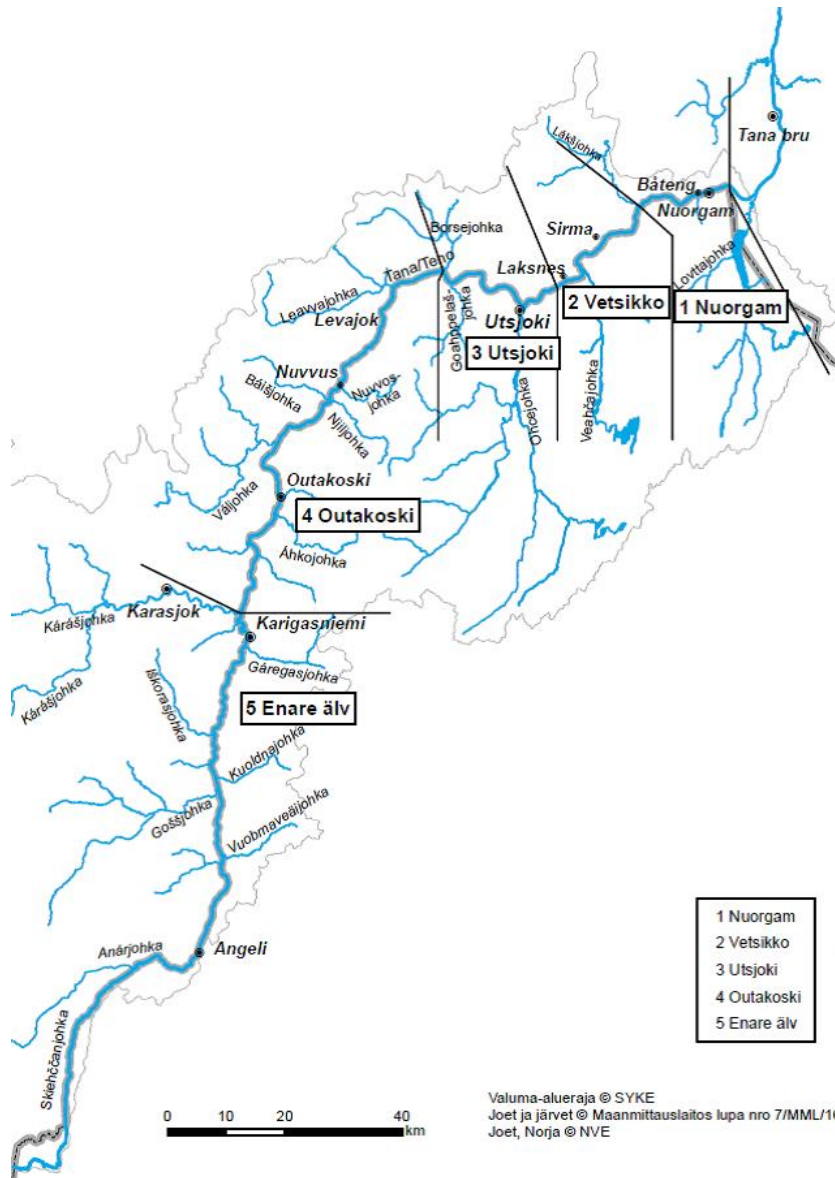 Tana bru
Lákšjohka
Båteng
Nuorgam
Borsejohka
Sirma
Tana/Teno
Laksnes
Lovttajohka
Leavvajohka
2 Vetsikko
1 Nuorgam
Levajok
Goahppelaš-
johka
Utsjoki
3 Utsjoki
Nuvvus
Báišjohka
Nuvvos-
johka
Njiljohka
Ohcejohka
Veahčajohka
Outakoski
Váljohka
4 Outakoski
Áhkojohka
Karasjok
Kárášjohka
Karigasniemi
Gáregasjohka
Kárášjohka
Iškorasjohka
5 Enare älv
Kuoldnajohka
Goššjohka
Vuobmaveäijohka
Anárjohka
Angeli
Skiehččanjohka
1 Nuorgam
2 Vetsikko
3 Utsjoki
4 Outakoski
5 Enare älv
0 10 20 40
km
Valuma-alueraja © SYKE
Joet ja järvet © Maanmittauslaitos lupa nro 7/MML/16
Joet, Norja © NVE